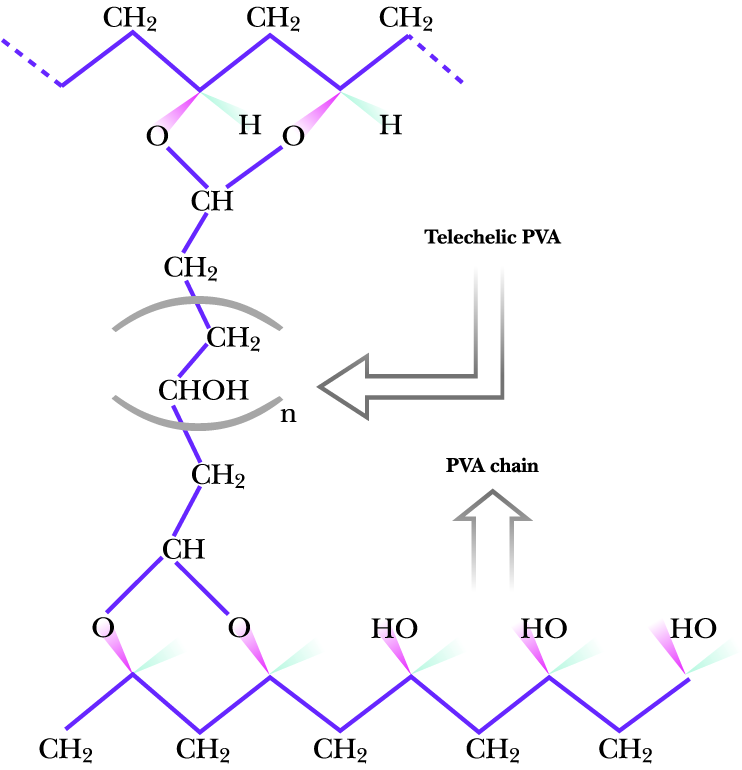 CH₂ CH₂ CH₂
H H
O O
CH
Telechelic PVA
CH₂
CH₂
CHOH
n
PVA chain
CH₂
CH
O O HO HO HO
CH₂ CH₂ CH₂ CH₂ CH₂